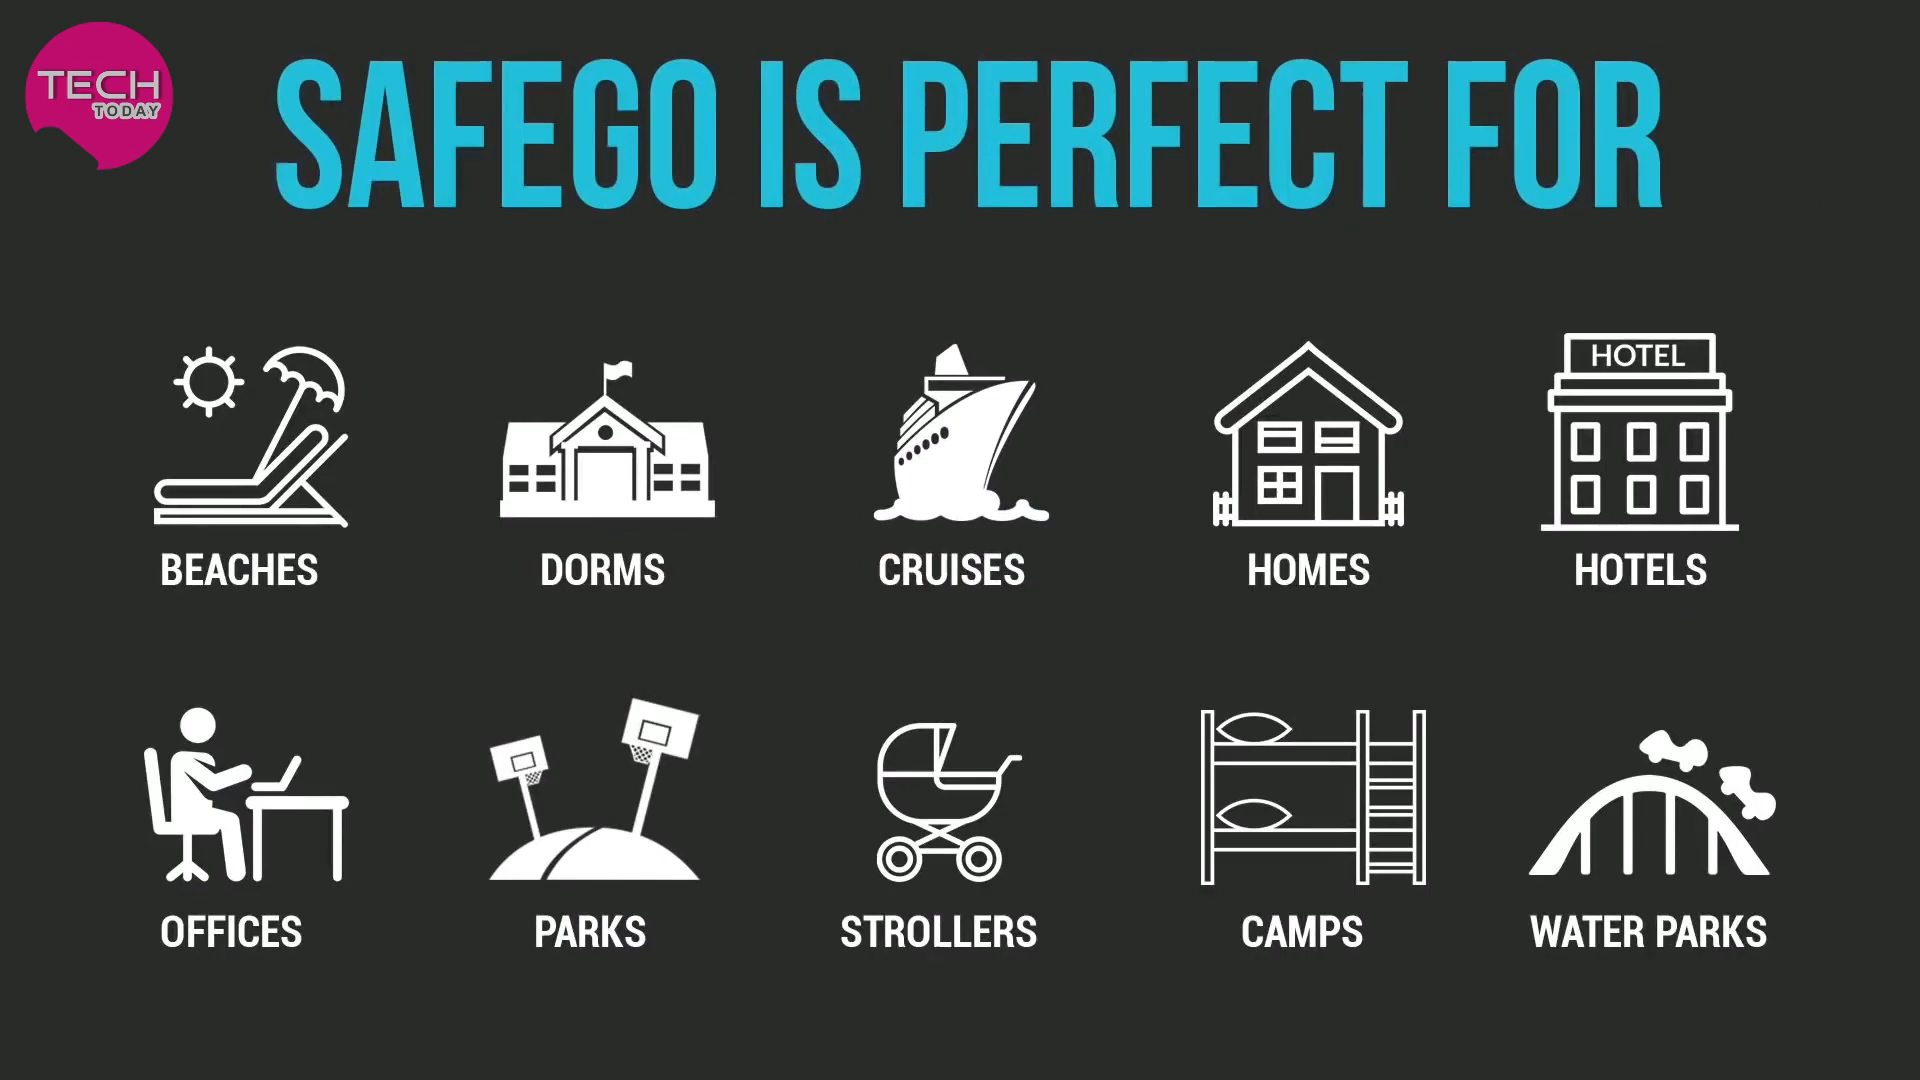 TECH
TODAY
SAFEGO IS PERFECT FOR
HOTEL
BEACHES
DORMS
CRUISES
HOMES
HOTELS
OFFICES
PARKS
STROLLERS
CAMPS
WATER PARKS